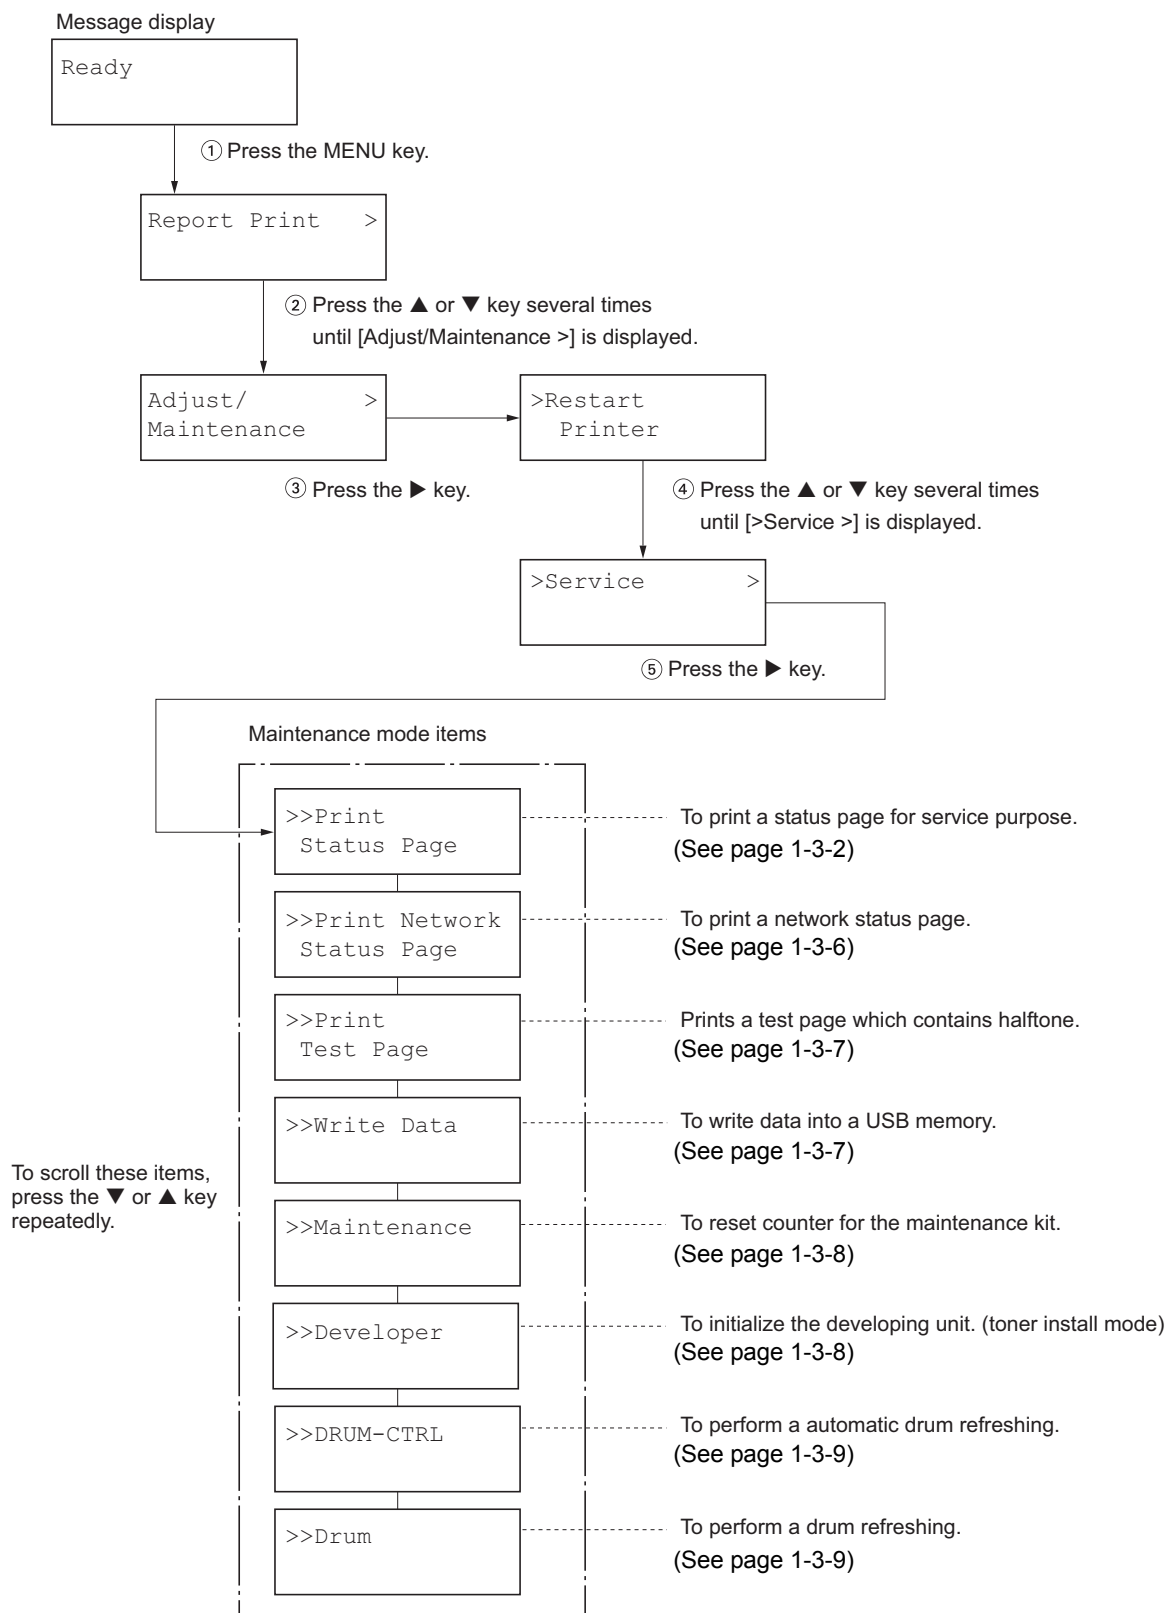 Message display
Ready
① Press the MENU key.
Report Print >
② Press the ▲ or ▼ key several times
until [Adjust/Maintenance >] is displayed.
Adjust/ >
Maintenance
>Restart
Printer
③ Press the ▶ key.
④ Press the ▲ or ▼ key several times
until [>Service >] is displayed.
>Service >
⑤ Press the ▶ key.
Maintenance mode items
>>Print
Status Page
To print a status page for service purpose.
(See page 1-3-2)
>>Print Network
Status Page
To print a network status page.
(See page 1-3-6)
>>Print
Test Page
Prints a test page which contains halftone.
(See page 1-3-7)
>>Write Data
To write data into a USB memory.
(See page 1-3-7)
To scroll these items,
press the ▼ or ▲ key
repeatedly.
>>Maintenance
To reset counter for the maintenance kit.
(See page 1-3-8)
>>Developer
To initialize the developing unit. (toner install mode)
(See page 1-3-8)
>>DRUM-CTRL
To perform a automatic drum refreshing.
(See page 1-3-9)
>>Drum
To perform a drum refreshing.
(See page 1-3-9)